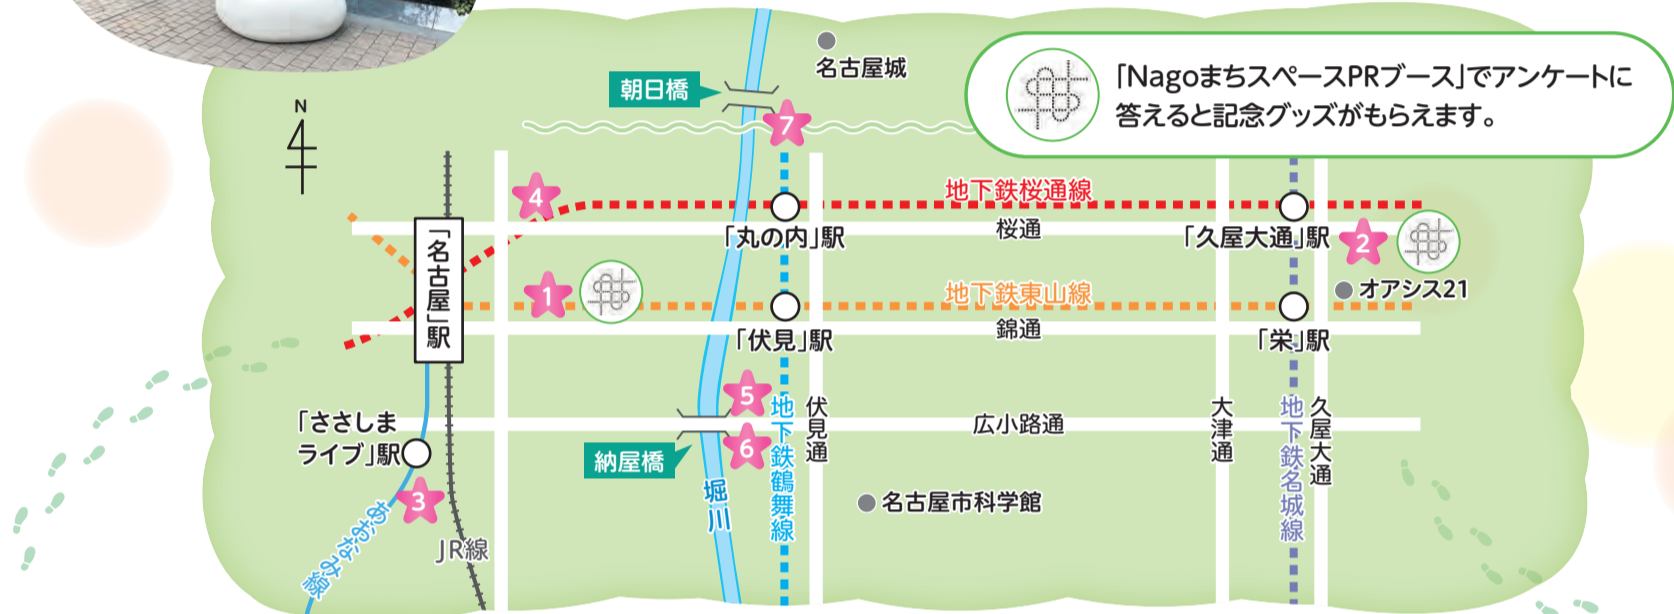 N
朝日橋
名古屋城
「NagoまちスペースPRブース」でアンケートに
答えると記念グッズがもらえます。
7
4
地下鉄桜通線
「丸の内」駅
桜通
「久屋大通」駅
2
「名古屋」駅
1
地下鉄東山線
オアシス21
「伏見」駅
錦通
「栄」駅
5
「ささしま
ライブ」駅
地下鉄鶴舞線
伏見通
広小路通
大津通
地下鉄名城線
久屋大通
納屋橋
6
3
堀川
名古屋市科学館
あおなみ線
JR線